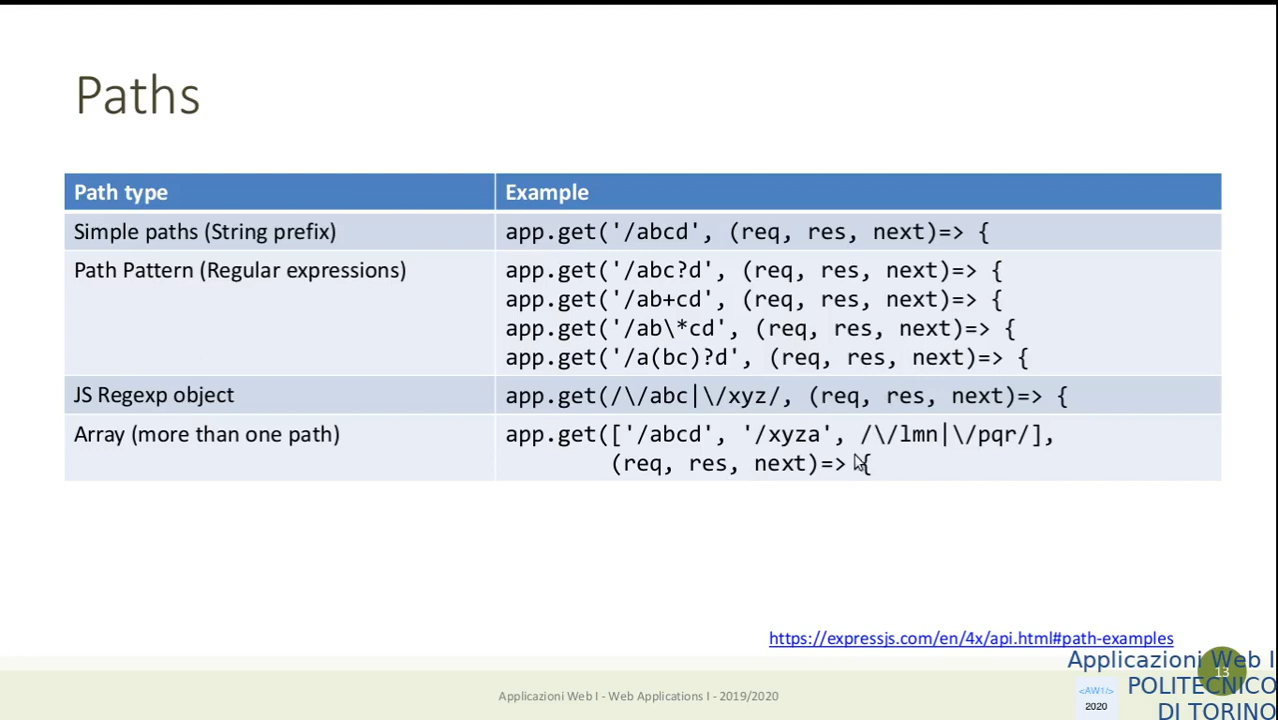 Paths
Path type
Example
Simple paths (String prefix)
app.get('/abcd', (req, res, next)=> {
Path Pattern (Regular expressions)
app.get('/abc?d', (req, res, next)=> {
app.get('/ab+cd', (req, res, next)=> {
app.get('/ab\*cd', (req, res, next)=> {
app.get('/a(bc)?d', (req, res, next)=> {
JS Regexp object
app.get(/\/abc|\/xyz/, (req, res, next)=> {
Array (more than one path)
app.get(['/abcd', '/xyza', /\/lmn|\/pqr/],
(req, res, next)=> {
https://expressjs.com/en/4x/api.html#path-examples
Applicazioni Web I - Web Applications I - 2019/2020
13
<AW1/>
2020
Applicazioni Web I
POLITECNICO
DI TORINO